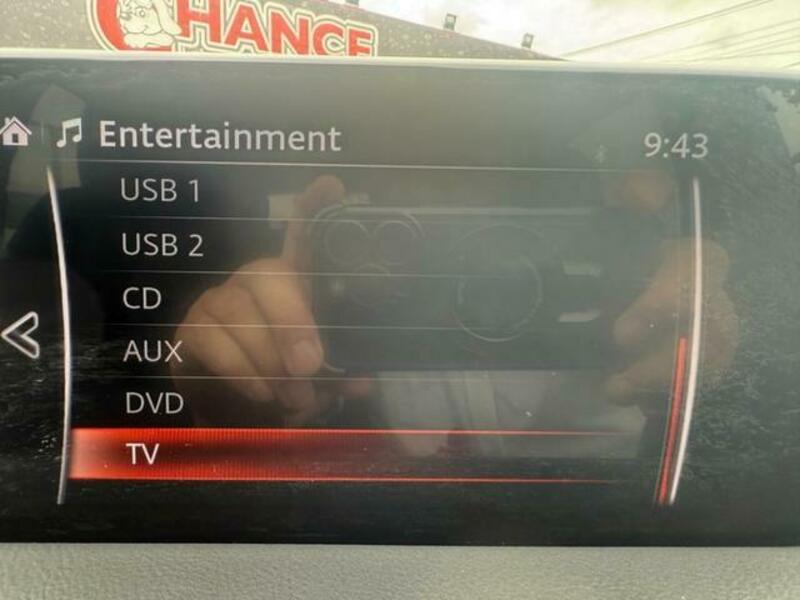 CHANCE
Entertainment
9:43
USB 1
USB 2
CD
AUX
DVD
TV